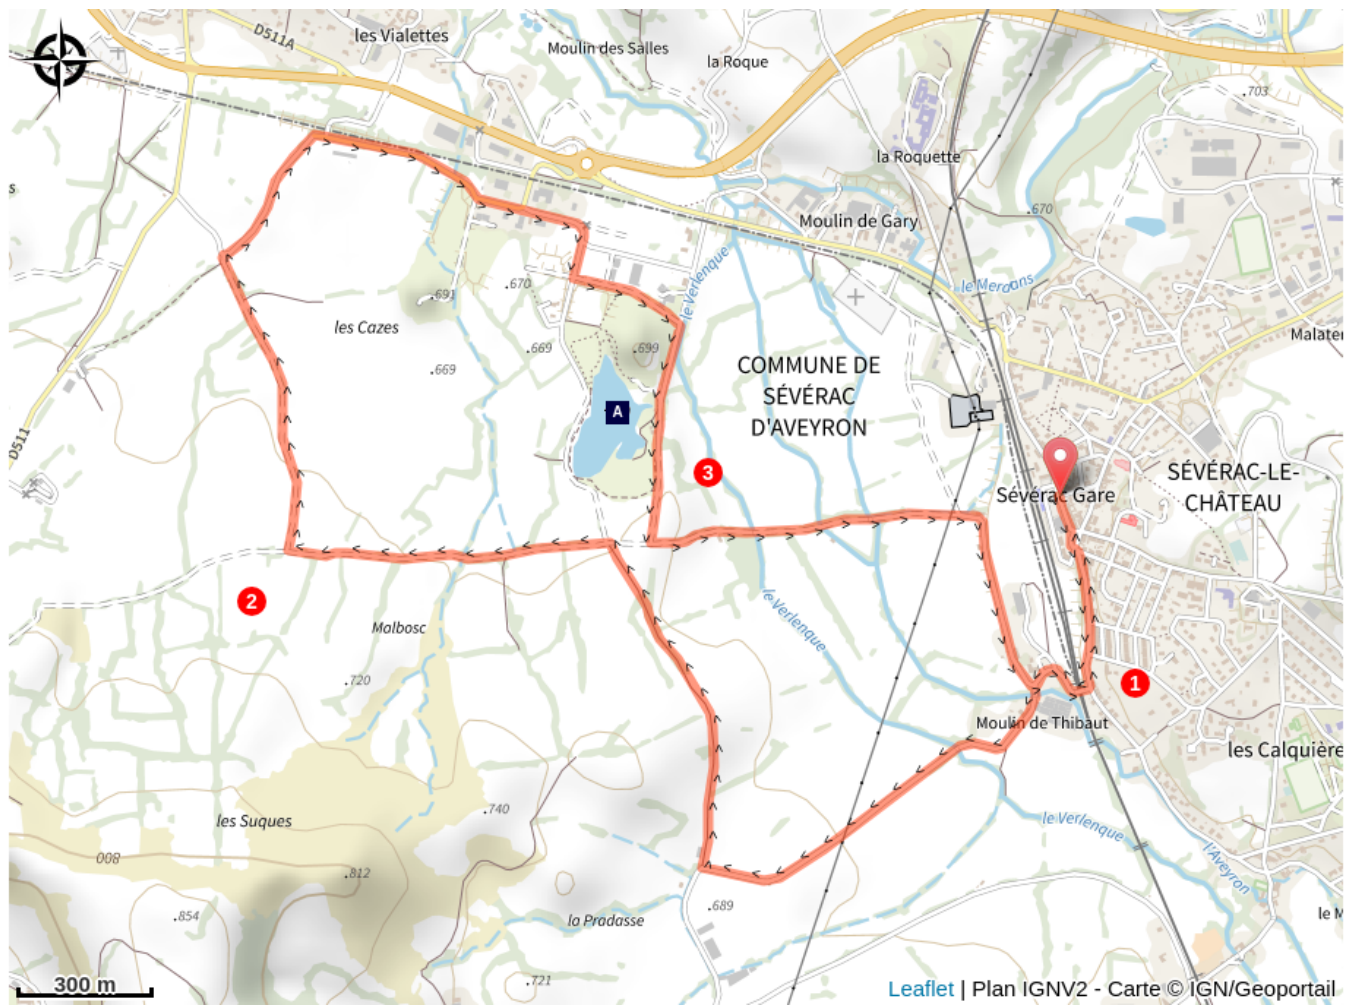 D511A
les Vialettes
Moulin des Salles
la Roque
.703
la Roquette
.670
Moulin de Gary
le Verlenque
le Merdans
.691
.670
les Cazes
.669
.699
.669
Malate
COMMUNE DE
SÉVÉRAC
D'AVEYRON
A
D511
3
Sévérac Gare
SÉVÉRAC-LE-
CHÂTEAU
2
Malbosc
le Verlenque
.720
1
Moulin de Thibaut
les Calquière
les Suques
.740
le Verlenque
l'Aveyron
800
.812
.854
la Pradasse
.689
le M
.721
300 m
Leaflet | Plan IGNV2 - Carte © IGN/Geoportail